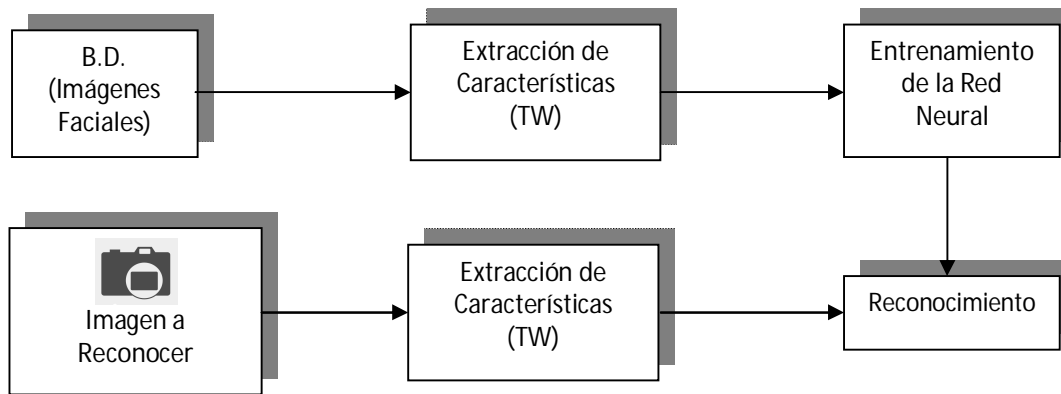 B.D.
(Imágenes
Faciales)
Extracción de
Características
(TW)
Entrenamiento
de la Red
Neural
Imagen a
Reconocer
Extracción de
Características
(TW)
Reconocimiento